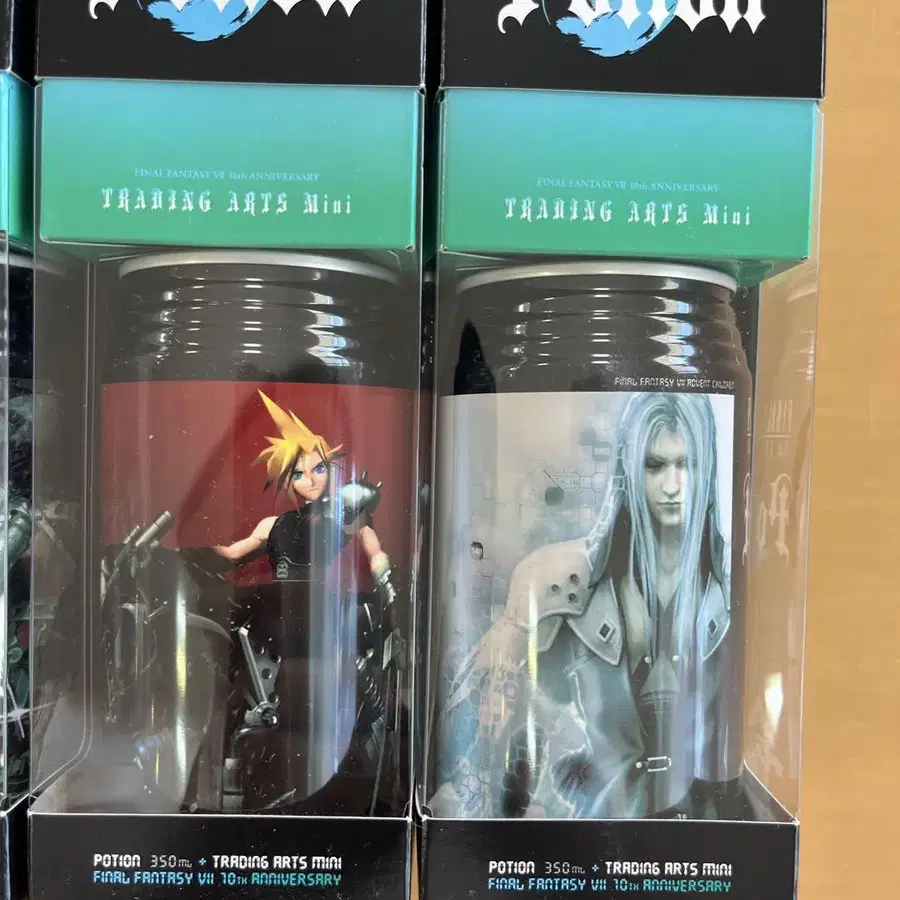 Potion
FINAL FANTASY VII 10th ANNIVERSARY
TRADING ARTS Mini
POTION 350mL + TRADING ARTS MINI
FINAL FANTASY VII 10TH ANNIVERSARY
Potion
FINAL FANTASY VII 10th ANNIVERSARY
TRADING ARTS Mini
FINAL FANTASY VII ADVENT CHILDREN
POTION 350mL + TRADING ARTS MINI
FINAL FANTASY VII 10TH ANNIVERSARY